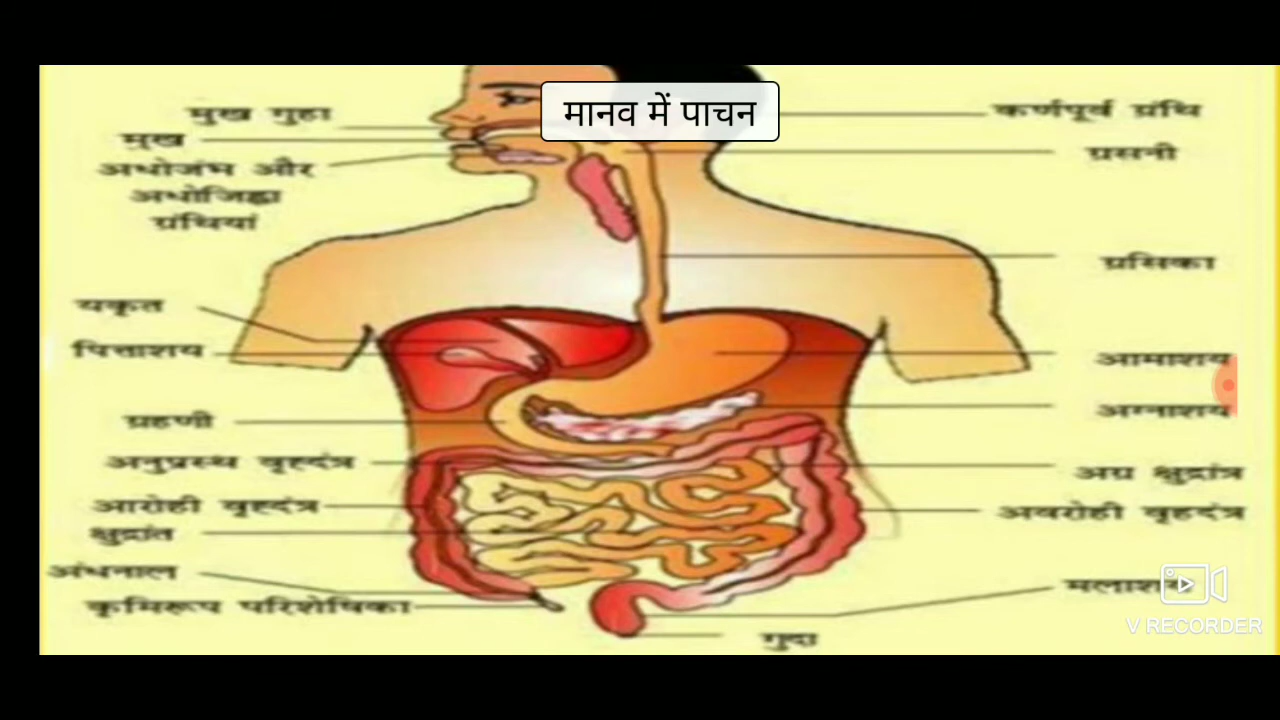 मानव में पाचन
मुख गुहा
मुख
अधोजंभ और
अधोजिह्वा
ग्रंथियां
यकृत
पित्ताशय
ग्रहणी
अनुप्रस्थ वृहदंत्र
आरोही वृहदंत्र
क्षुद्रांत
अंधनाल
कृमिरूप परिशेषिका
कर्णपूर्व ग्रंथि
ग्रसनी
ग्रसिका
आमाशय
अग्नाशय
अग्र क्षुद्रांत्र
अवरोही वृहदंत्र
मलाशय
गुदा
V RECORDER